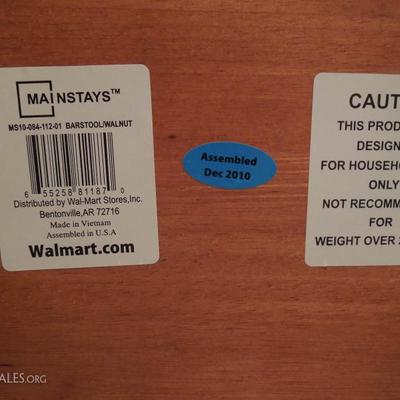 MAINSTAYS™
MS10-084-112-01 BARSTOOL/WALNUT
6 55258 81187 0
Distributed by Wal-Mart Stores,Inc.
Bentonville,AR 72716
Made in Vietnam
Assembled in U.S.A
Walmart.com
Assembled
Dec 2010
CAUT
THIS PROD
DESIGN
FOR HOUSEHO
ONLY
NOT RECOMM
FOR
WEIGHT OVER 2
ALES.ORG